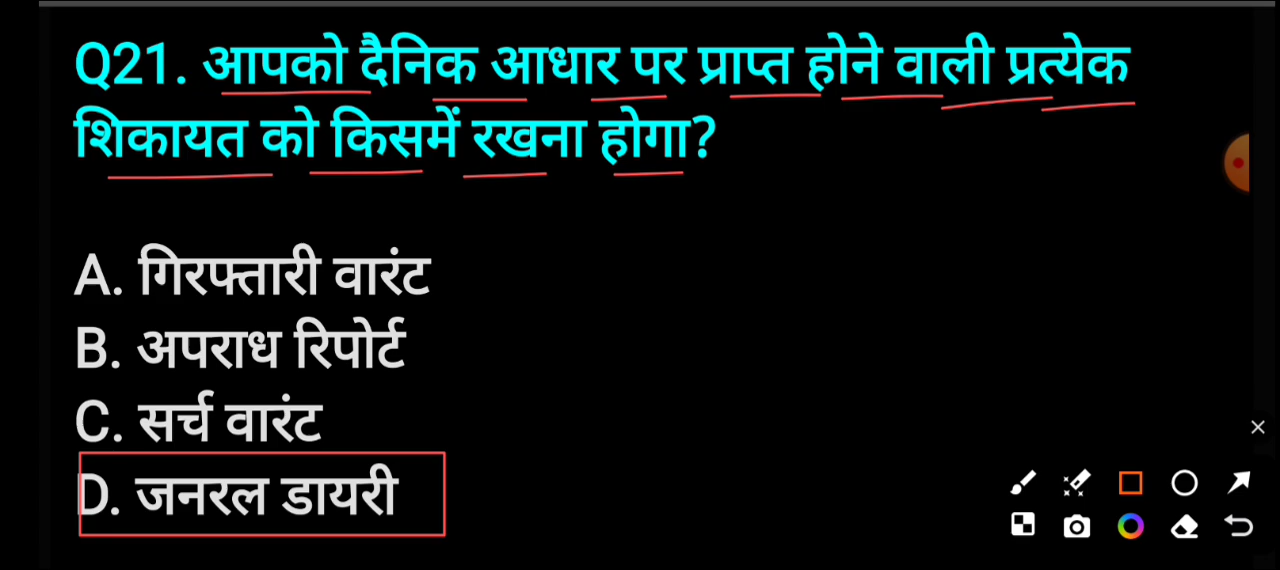 Q21. आपको दैनिक आधार पर प्राप्त होने वाली प्रत्येक
शिकायत को किसमें रखना होगा?
A. गिरफ्तारी वारंट
B. अपराध रिपोर्ट
C. सर्च वारंट
D. जनरल डायरी